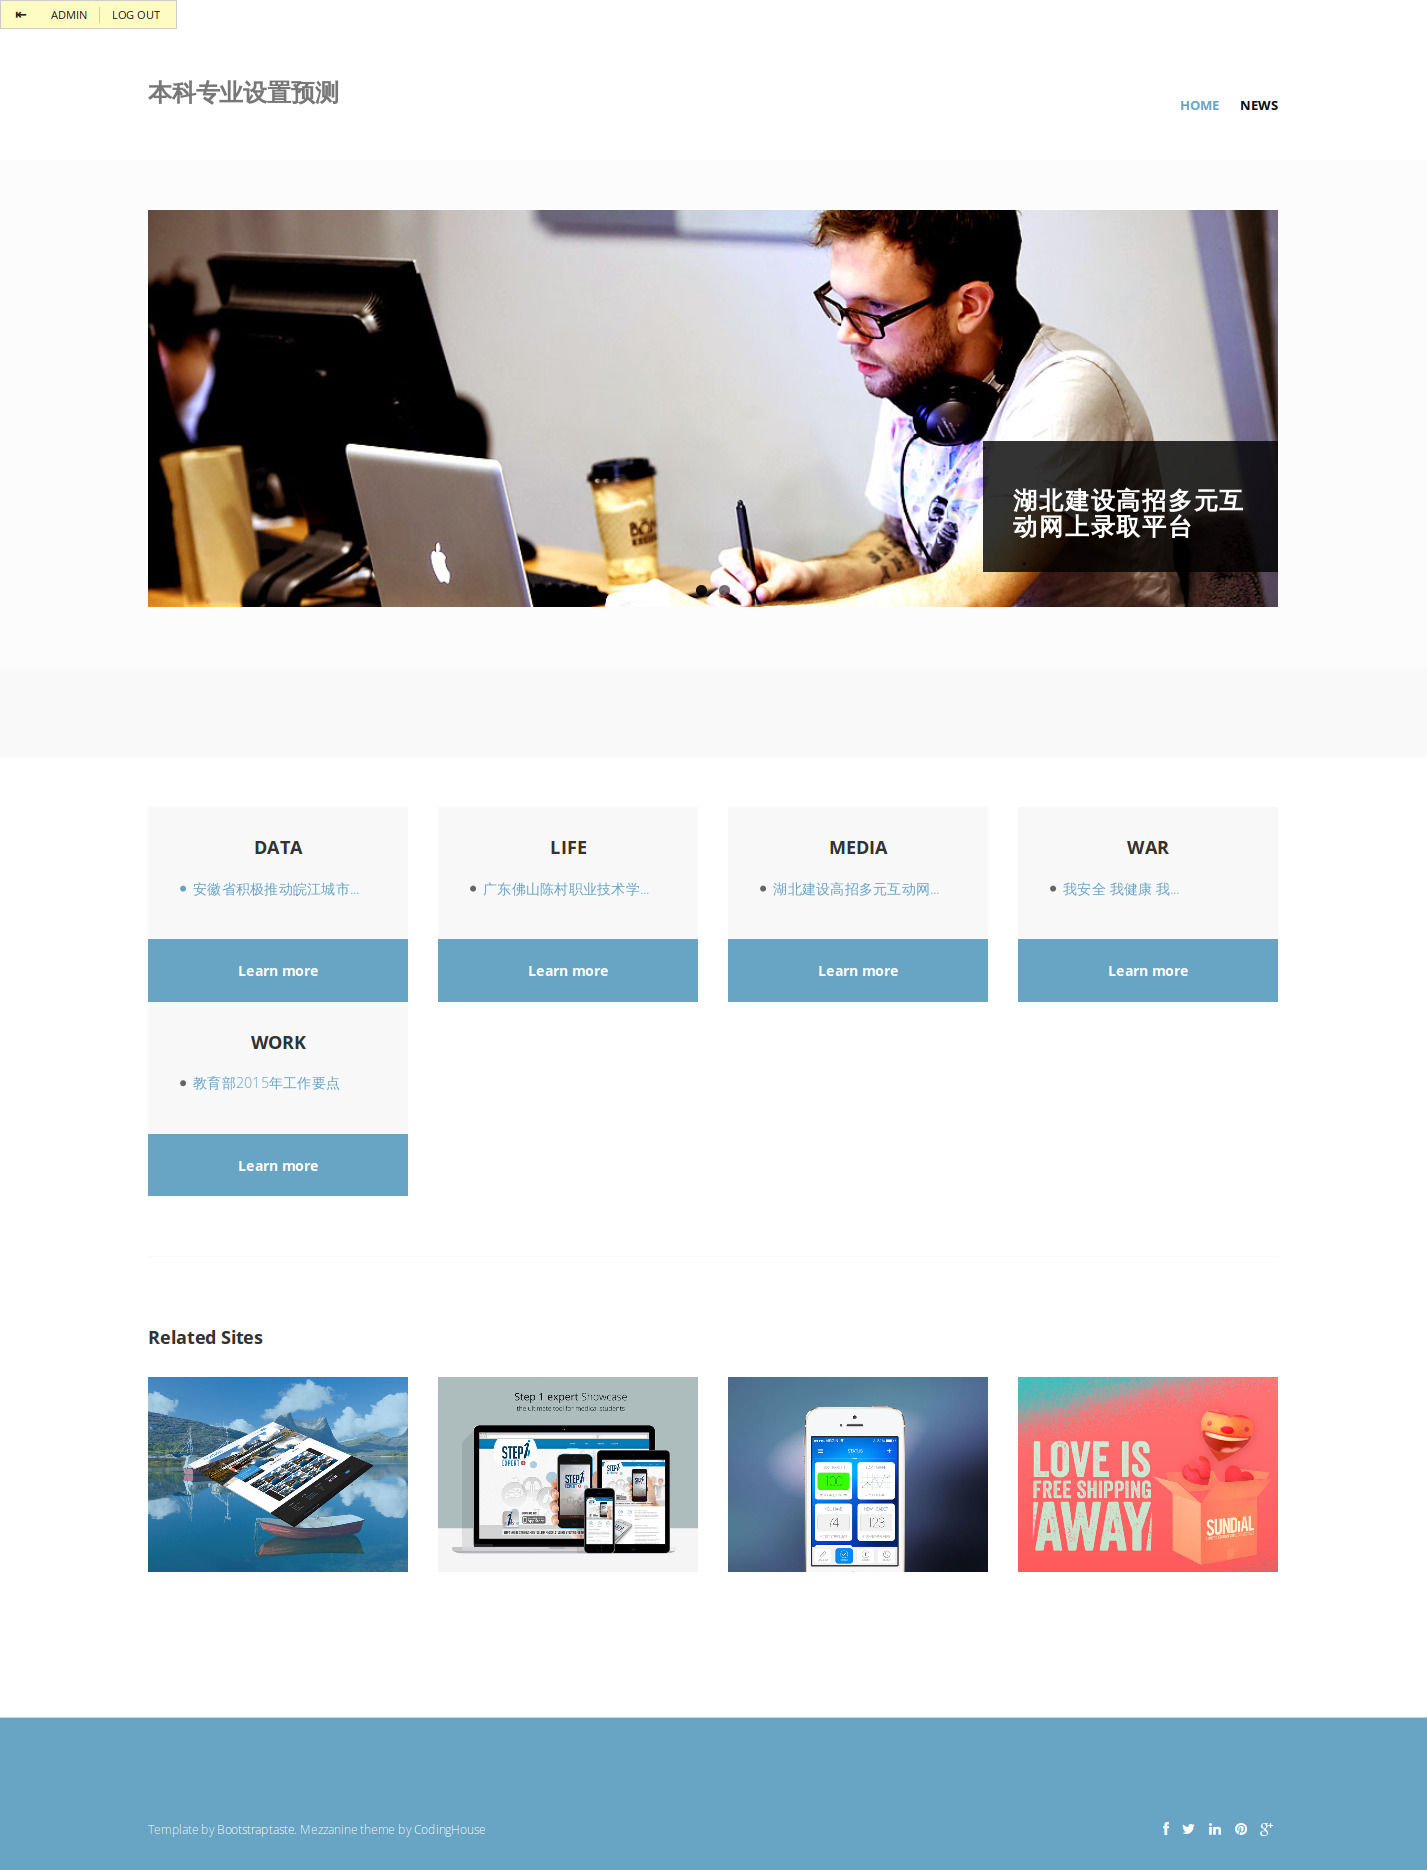 ADMIN LOG OUT
本科专业设置预测
HOME NEWS
湖北建设高招多元互
动网上录取平台
DATA
安徽省积极推动皖江城市...
Learn more
LIFE
广东佛山陈村职业技术学...
Learn more
MEDIA
湖北建设高招多元互动网...
Learn more
WAR
我安全 我健康 我...
Learn more
WORK
教育部2015年工作要点
Learn more
Related Sites
Step 1 expert Showcase
the ultimate tool for medical students
STEP
EXPERT
STATUS
LOVE IS
FREE SHIPPING
AWAY
SUNDIAL
Template by Bootstraptaste. Mezzanine theme by CodingHouse